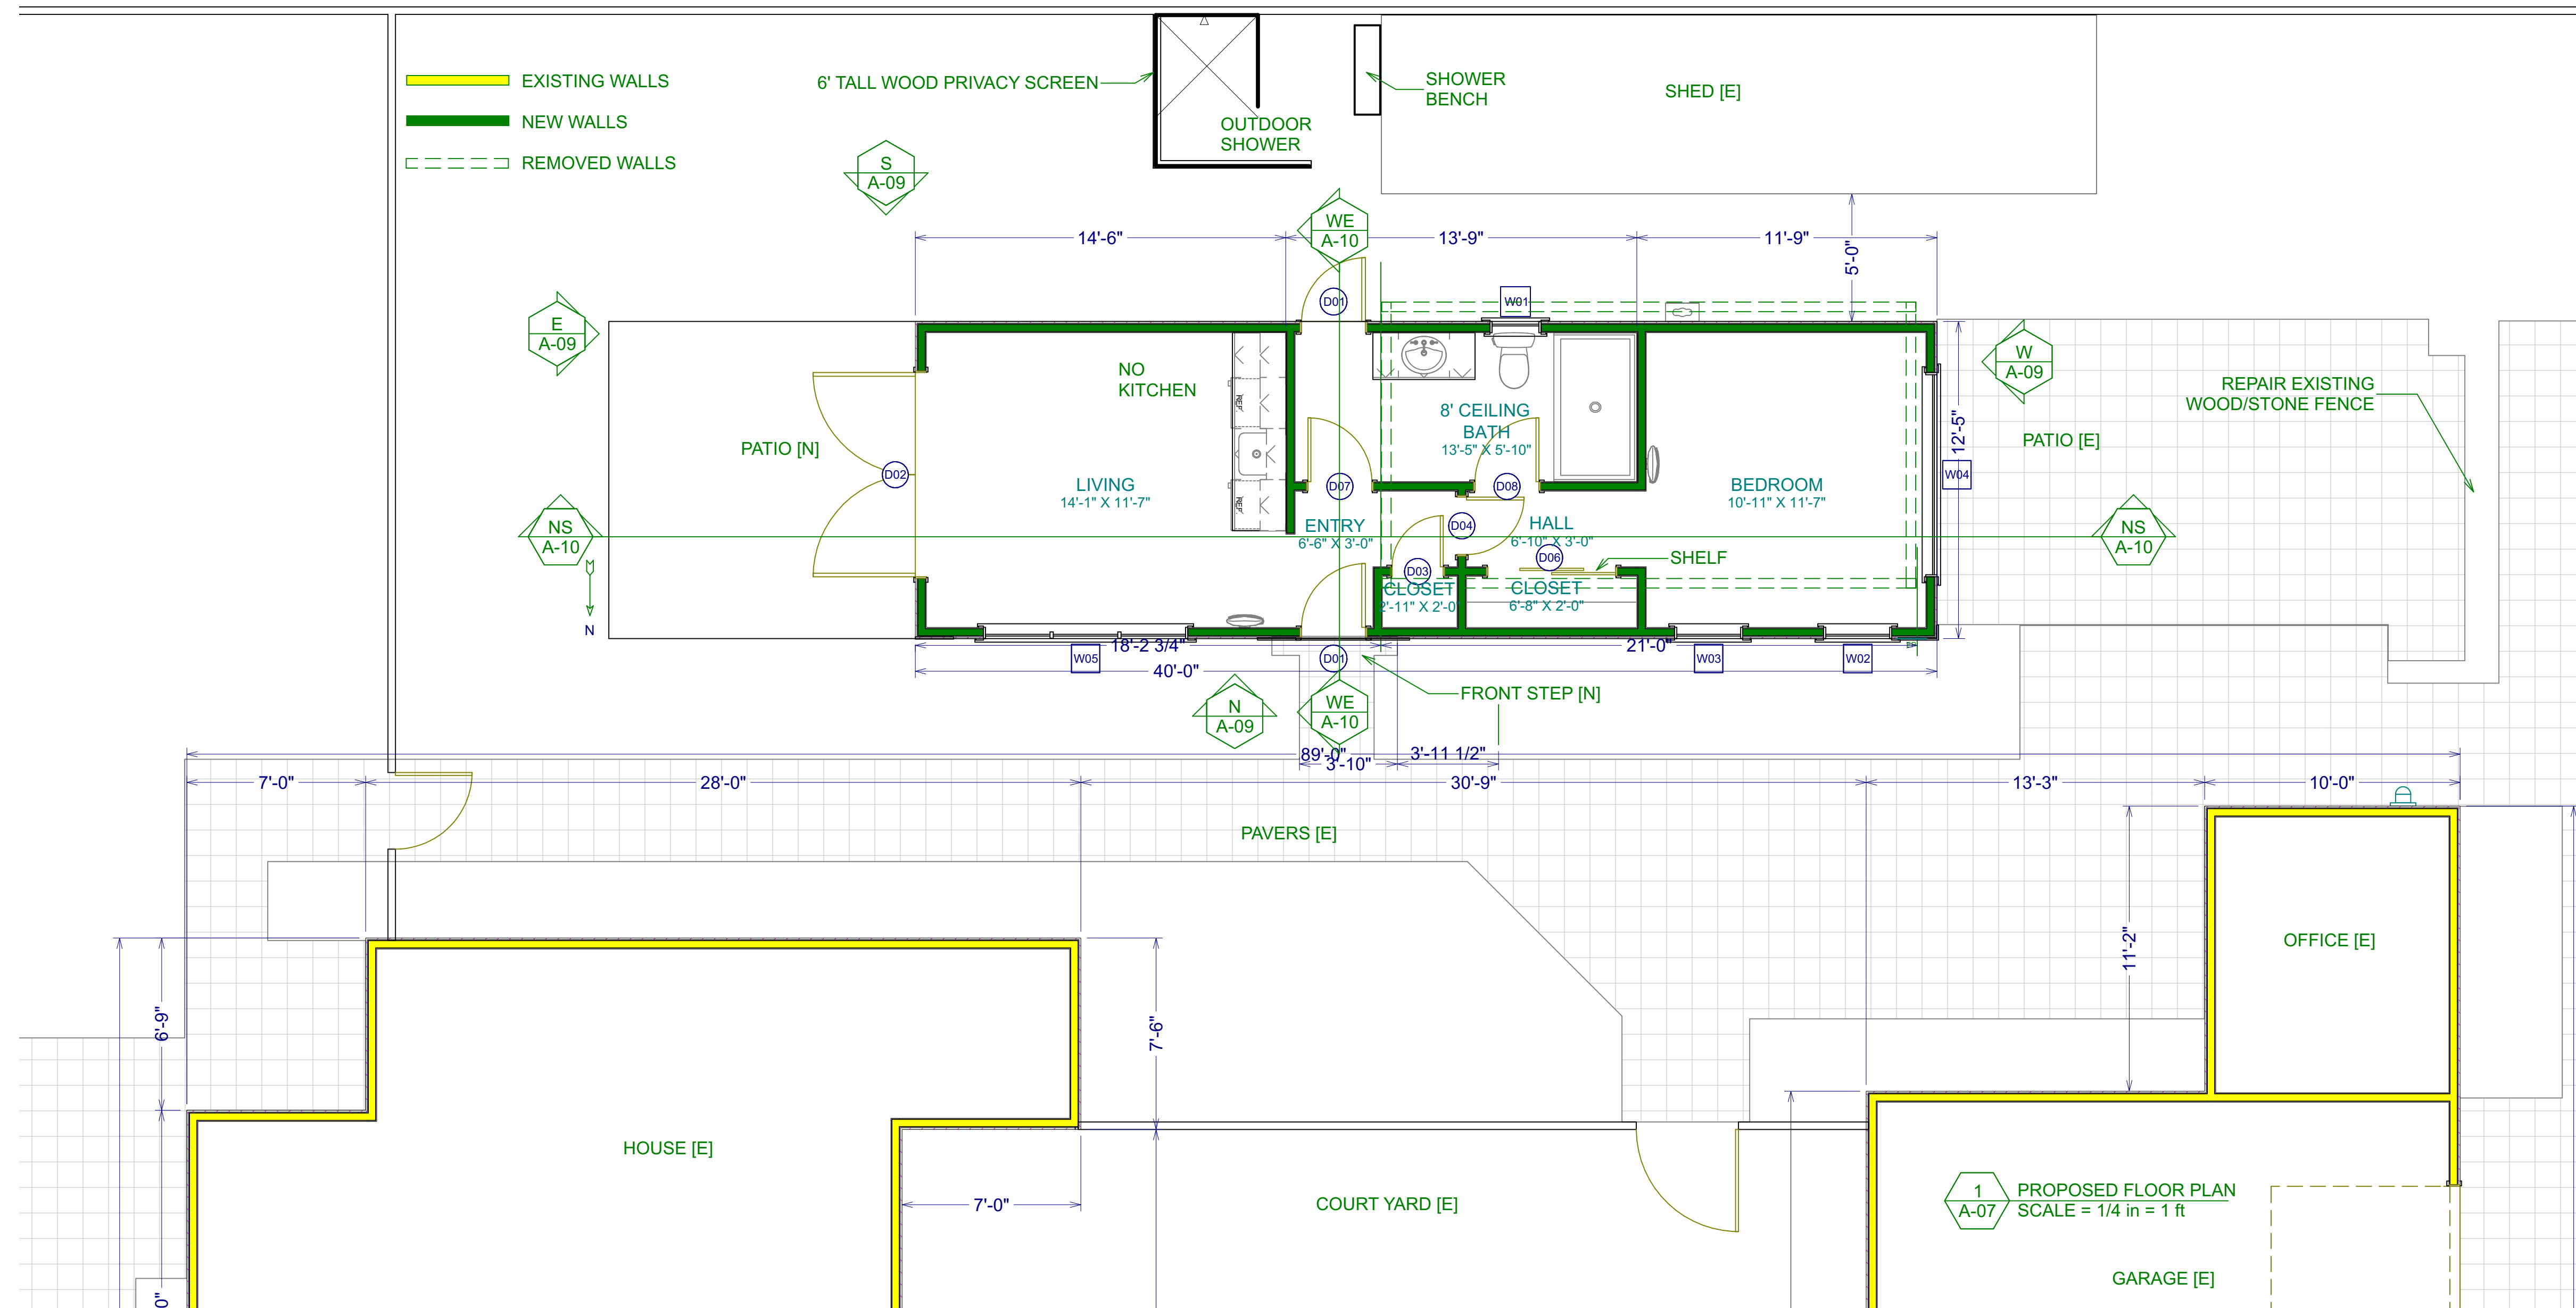 EXISTING WALLS
NEW WALLS
REMOVED WALLS
6' TALL WOOD PRIVACY SCREEN
OUTDOOR
SHOWER
SHOWER
BENCH
SHED [E]
S
A-09
WE
A-10
14'-6"
13'-9"
11'-9"
5'-0"
E
A-09
D01
W01
W
A-09
NO
KITCHEN
REF
REF
8' CEILING
BATH
13'-5" X 5'-10"
REPAIR EXISTING
WOOD/STONE FENCE
PATIO [E]
12'-5"
W04
PATIO [N]
D02
LIVING
14'-1" X 11'-7"
D07
D08
BEDROOM
10'-11" X 11'-7"
NS
A-10
ENTRY
6'-6" X 3'-0"
D04
HALL
6'-10" X 3'-0"
NS
A-10
D03
D06
SHELF
CLOSET
2'-11" X 2'-0"
CLOSET
6'-8" X 2'-0"
N
18'-2 3/4"
21'-0"
W05
D01
W03
W02
40'-0"
FRONT STEP [N]
N
A-09
WE
A-10
89'-0"
3'-10"
3'-11 1/2"
7'-0"
28'-0"
30'-9"
13'-3"
10'-0"
PAVERS [E]
11'-2"
OFFICE [E]
6'-9"
7'-6"
HOUSE [E]
7'-0"
COURT YARD [E]
1
A-07
PROPOSED FLOOR PLAN
SCALE = 1/4 in = 1 ft
GARAGE [E]